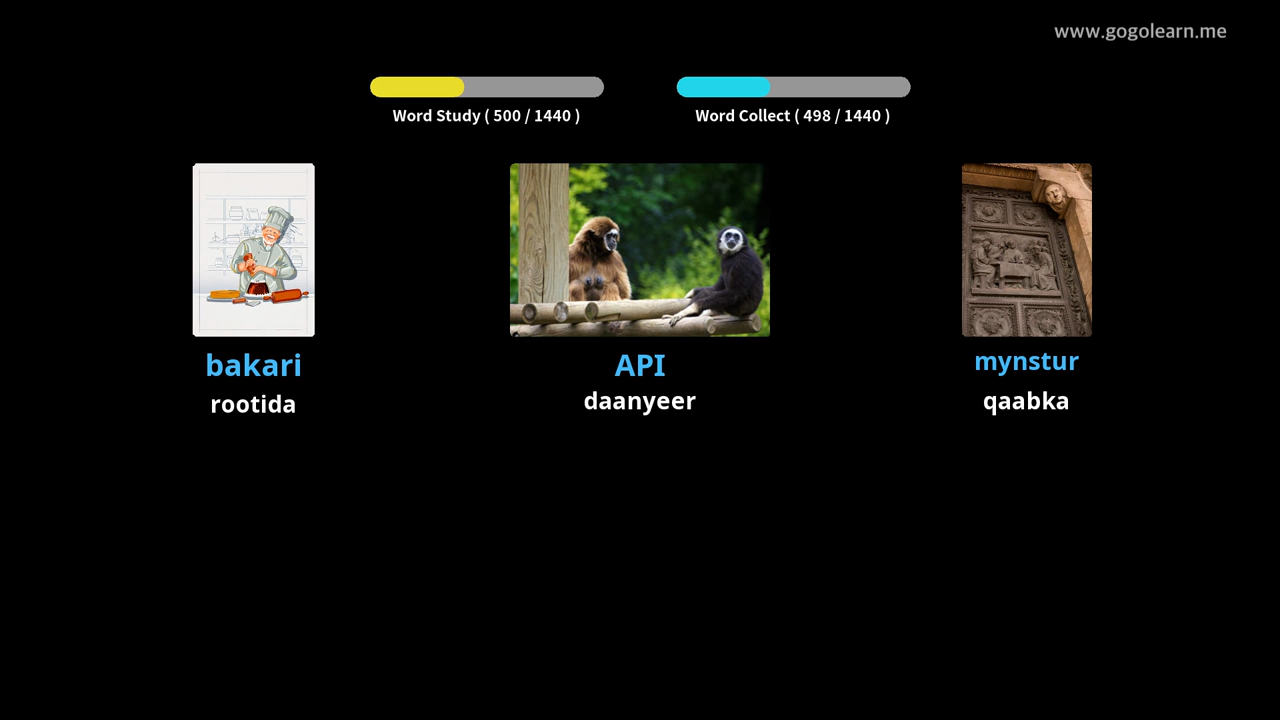 www.gogolearn.me
Word Study ( 500 / 1440 )
Word Collect ( 498 / 1440 )
bakari
rootida
API
daanyeer
mynstur
qaabka